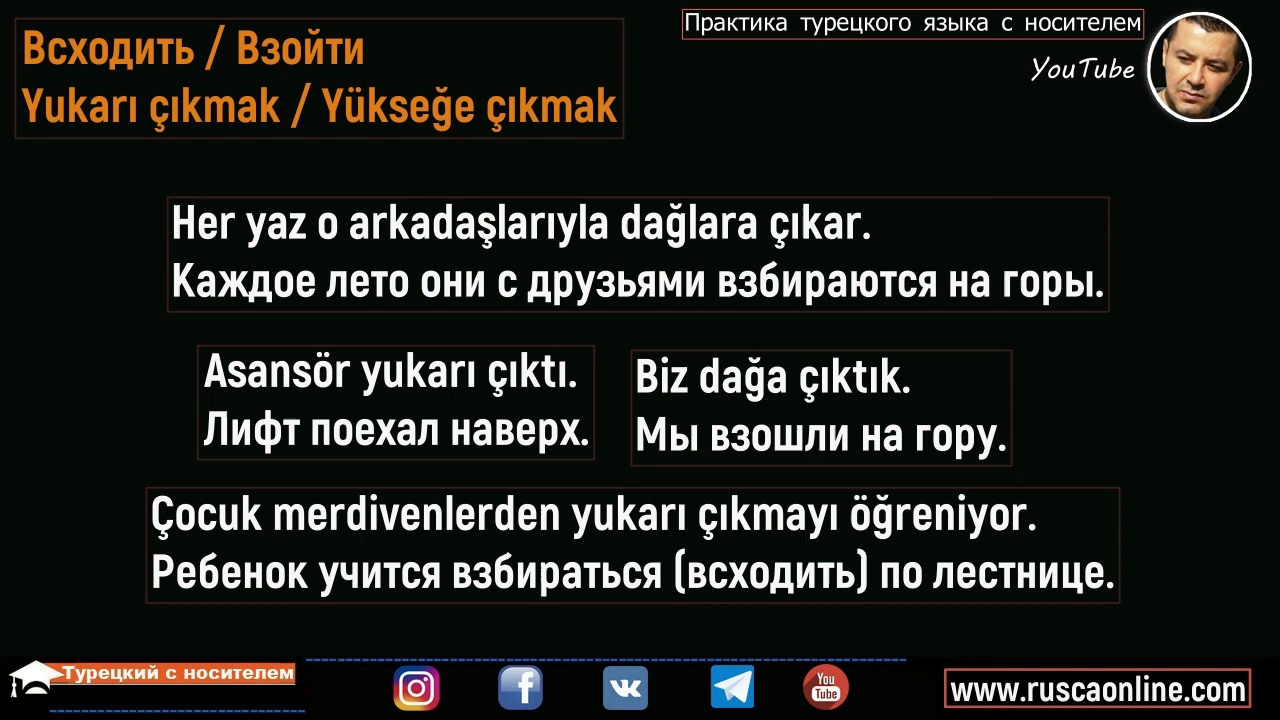 Всходить / Взойти
Yukarı çıkmak / Yükseğe çıkmak
Практика турецкого языка с носителем
YouTube
Her yaz o arkadaşlarıyla dağlara çıkar.
Каждое лето они с друзьями взбираются на горы.
Asansör yukarı çıktı.
Лифт поехал наверх.
Biz dağa çıktık.
Мы взошли на гору.
Çocuk merdivenlerden yukarı çıkmayı öğreniyor.
Ребенок учится взбираться (всходить) по лестнице.
Турецкий с носителем
You
Tube
www.ruscaonline.com